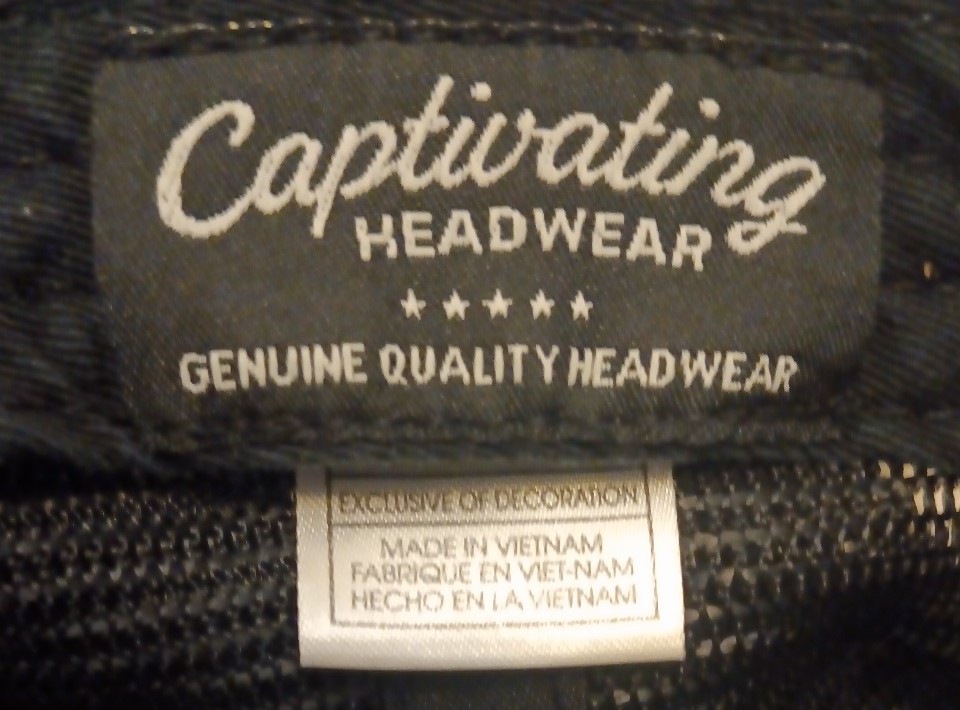 Captivating
HEADWEAR
★★★★★
GENUINE QUALITY HEADWEAR
EXCLUSIVE OF DECORATION
MADE IN VIETNAM
FABRIQUE EN VIET-NAM
HECHO EN LA VIETNAM